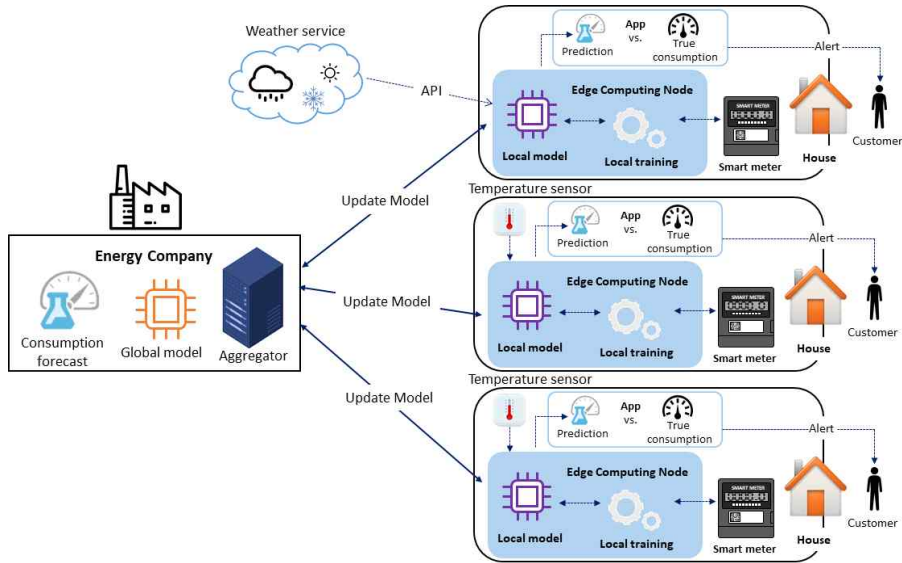 Weather service
API
Prediction
App
vs.
True
consumption
Alert
Edge Computing Node
Local model
Local training
SMART METER
Smart meter
House
Customer
Update Model
Energy Company
Consumption
forecast
Global model
Aggregator
Update Model
Temperature sensor
Prediction
App
vs.
True
consumption
Alert
Edge Computing Node
Local model
Local training
SMART METER
Smart meter
House
Customer
Update Model
Temperature sensor
Prediction
App
vs.
True
consumption
Alert
Edge Computing Node
Local model
Local training
SMART METER
Smart meter
House
Customer